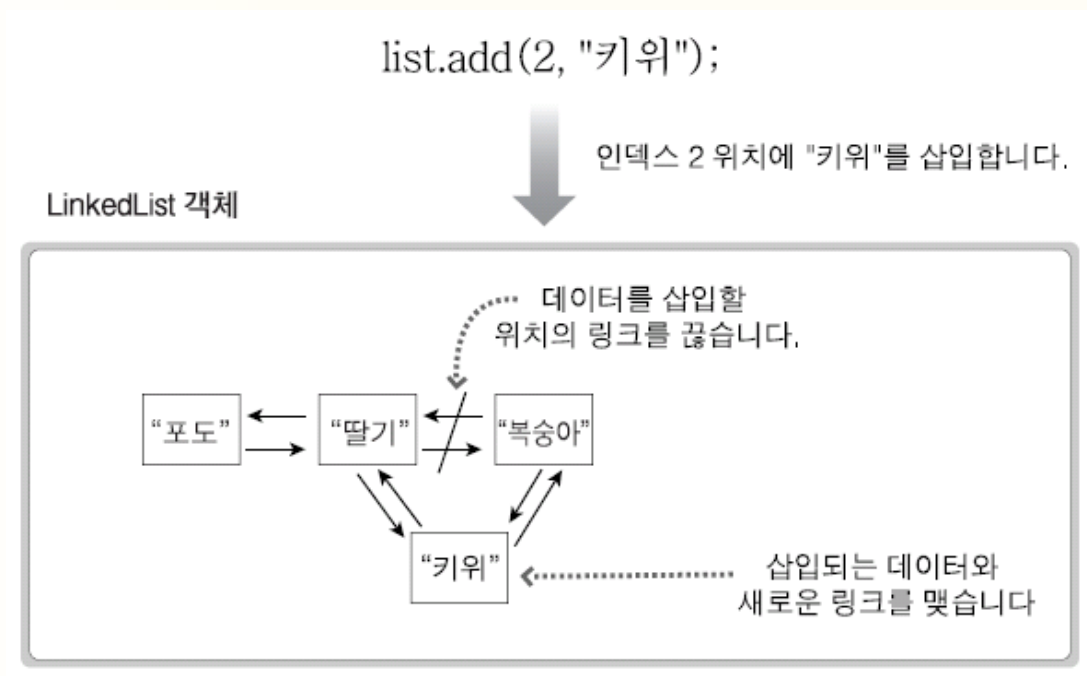 list.add(2, "키위");
인덱스 2 위치에 "키위"를 삽입합니다.
LinkedList 객체
데이터를 삽입할
위치의 링크를 끊습니다.
“포도”
“딸기”
“복숭아”
“키위”
삽입되는 데이터와
새로운 링크를 맺습니다